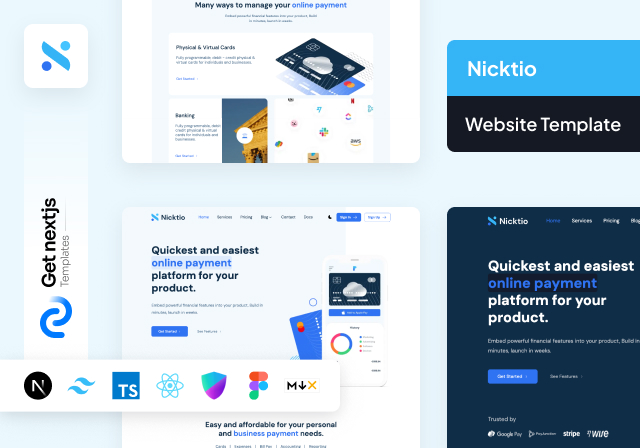 Many ways to manage your online payment
Embed powerful financial features into your product, Build
in minutes, launch in weeks.
Physical & Virtual Cards
Fully programmable, debit – credit physical &
virtual cards for individuals and businesses.
Get Started
Banking
Fully programmable, debit
credit physical & virtual
cards for individuals and
businesses.
Get Started
aws
Nicktio
Website Template
Get nextjs
Templates
Nicktio
Home Services Pricing Blog Contact Docs Sign In Sign Up
Quickest and easiest
online payment
platform for your
product.
Embed powerful financial features into your product, Build in
minutes, launch in weeks.
Get Started See Features
History
Nicktio
Home Services Pricing Blog
Quickest and easiest
online payment
platform for your
product.
Embed powerful financial features into your product, Build in
minutes, launch in weeks.
Get Started See Features
Trusted by
Google Pay Payoneer stripe WISE
N TS M X
Easy and affordable for your personal
and business payment needs.
Cards | Expenses | Bill Pay | Accounting | Reporting